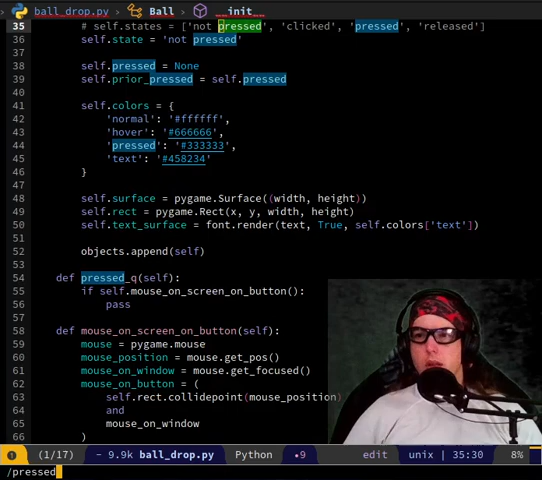 ball_drop.py > Ball > __init__
35 # self.states = ['not pressed', 'clicked', 'pressed', 'released']
36 self.state = 'not pressed'
37
38 self.pressed = None
39 self.prior_pressed = self.pressed
40
41 self.colors = {
42 'normal': '#ffffff',
43 'hover': '#666666',
44 'pressed': '#333333',
45 'text': '#458234'
46 }
47
48 self.surface = pygame.Surface((width, height))
49 self.rect = pygame.Rect(x, y, width, height)
50 self.text_surface = font.render(text, True, self.colors['text'])
51
52 objects.append(self)
53
54 def pressed_q(self):
55 if self.mouse_on_screen_on_button():
56 pass
57
58 def mouse_on_screen_on_button(self):
59 mouse = pygame.mouse
60 mouse_position = mouse.get_pos()
61 mouse_on_window = mouse.get_focused()
62 mouse_on_button = (
63 self.rect.collidepoint(mouse_position)
64 and
65 mouse_on_window
66 )
1 (1/17) ~ 9.9k ball_drop.py Python •9 edit unix | 35:30 8%
/pressed